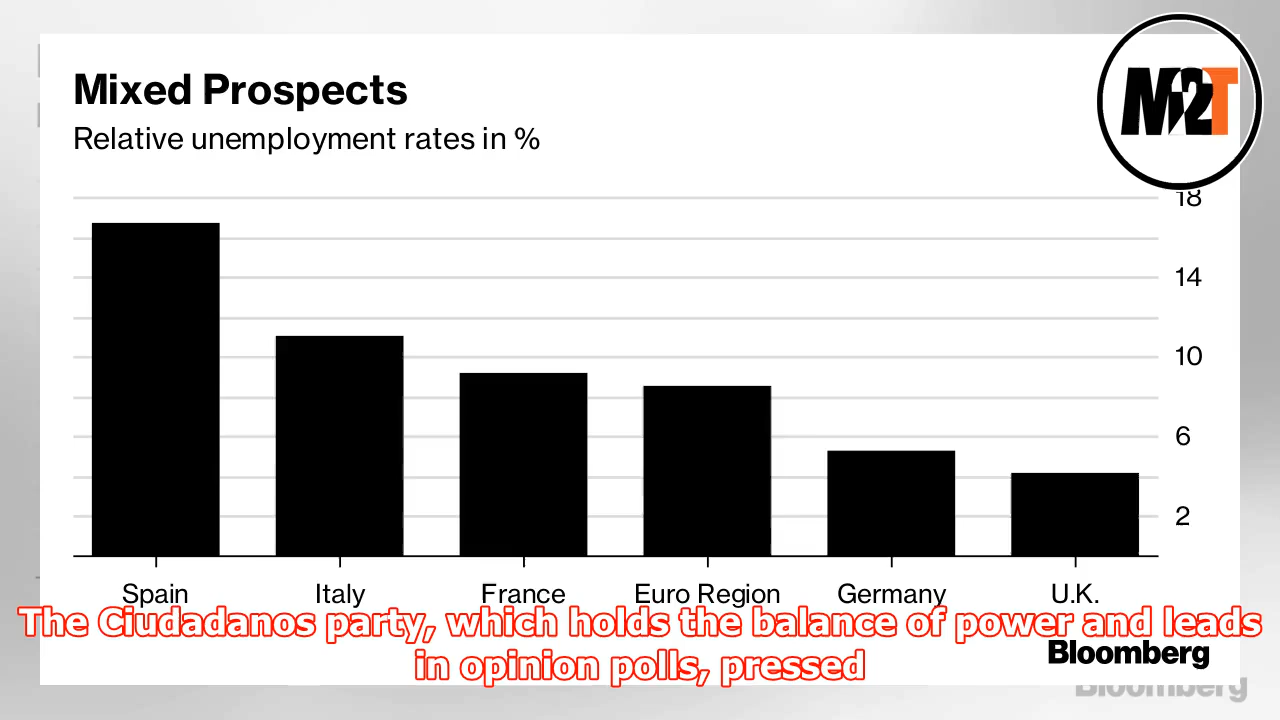 Mixed Prospects
Relative unemployment rates in %
M2T
18
14
10
6
2
Spain Italy France Euro Region Germany U.K.
The Ciudadanos party, which holds the balance of power and leads
in opinion polls, pressed
Bloomberg
Bloomberg